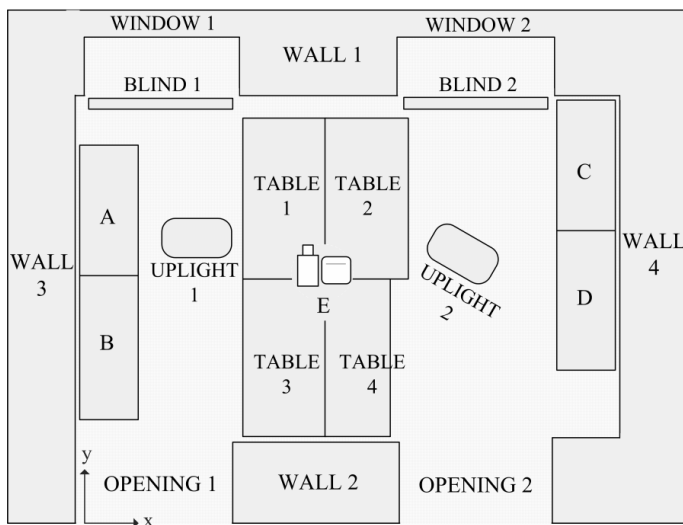 WINDOW 1
WINDOW 2
WALL 1
BLIND 1
BLIND 2
TABLE
1
TABLE
2
C
A
WALL
3
UPLIGHT
1
UPLIGHT
2
WALL
4
D
E
B
TABLE
3
TABLE
4
y
x
OPENING 1
WALL 2
OPENING 2